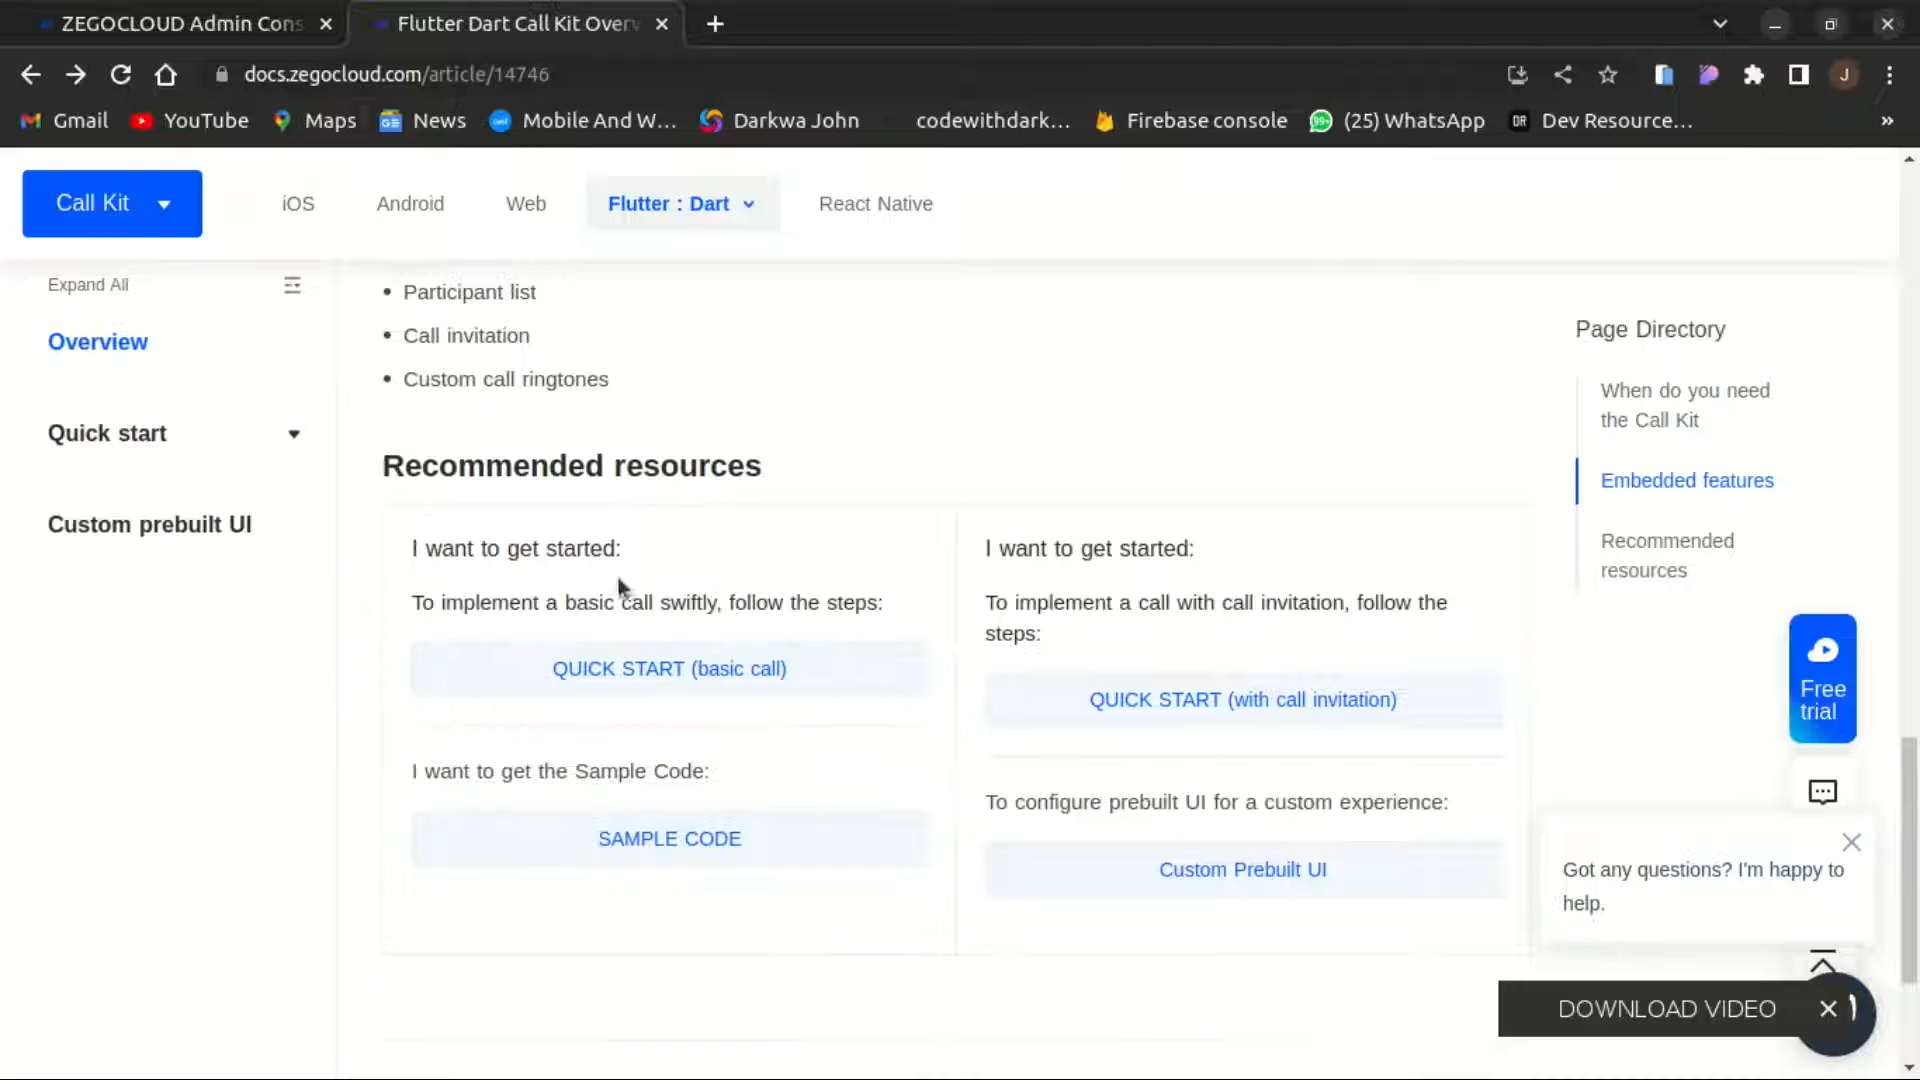 ZEGOCLOUD Admin Cons
Flutter Dart Call Kit Over
docs.zegocloud.com/article/14746
J
Gmail
YouTube
Maps
News
Mobile And W...
Darkwa John
codewithdark...
Firebase console
99+
(25) WhatsApp
DR
Dev Resource...
»
Call Kit
iOS
Android
Web
Flutter : Dart
React Native
Expand All
Overview
Quick start
Custom prebuilt UI
• Participant list
• Call invitation
• Custom call ringtones
Recommended resources
I want to get started:
To implement a basic call swiftly, follow the steps:
QUICK START (basic call)
I want to get the Sample Code:
SAMPLE CODE
I want to get started:
To implement a call with call invitation, follow the
steps:
QUICK START (with call invitation)
To configure prebuilt UI for a custom experience:
Custom Prebuilt UI
Page Directory
When do you need
the Call Kit
Embedded features
Recommended
resources
Free
trial
Got any questions? I'm happy to
help.
DOWNLOAD VIDEO